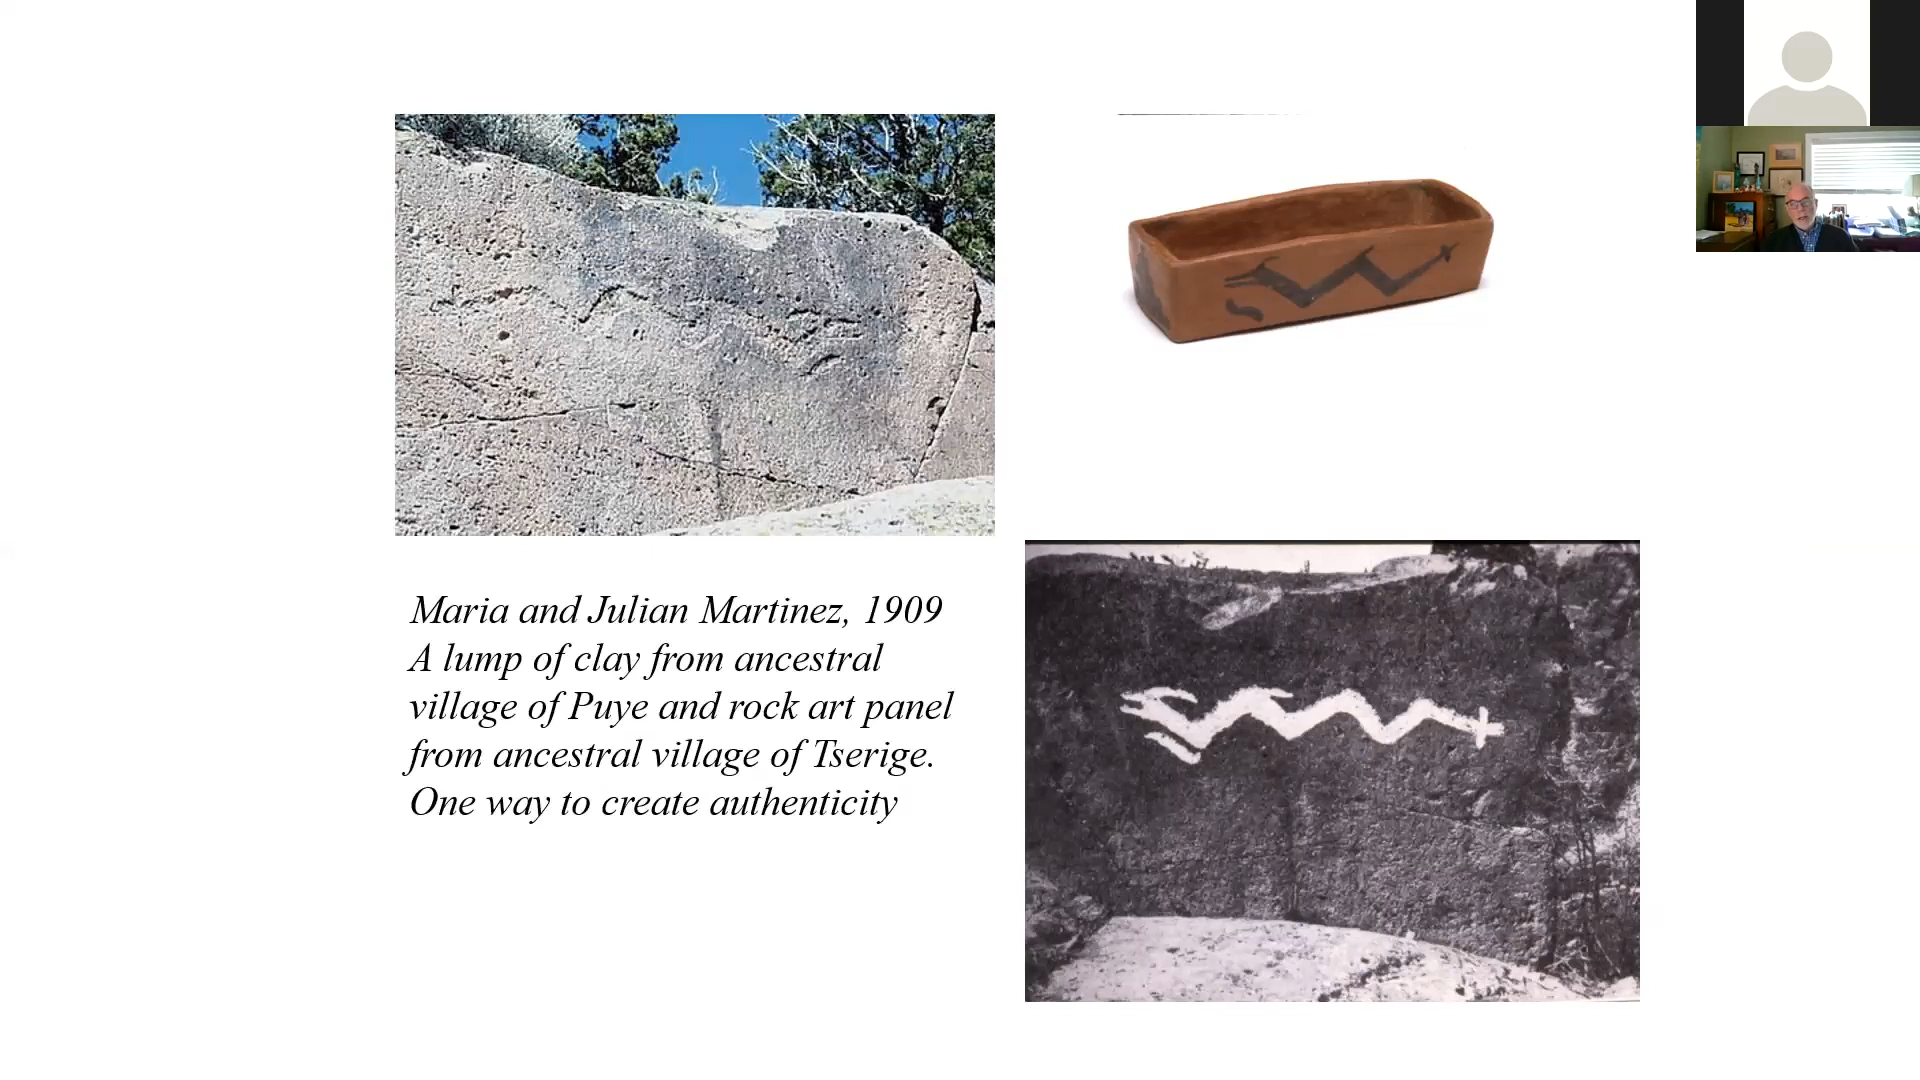 Maria and Julian Martinez, 1909
A lump of clay from ancestral
village of Puye and rock art panel
from ancestral village of Tserige.
One way to create authenticity